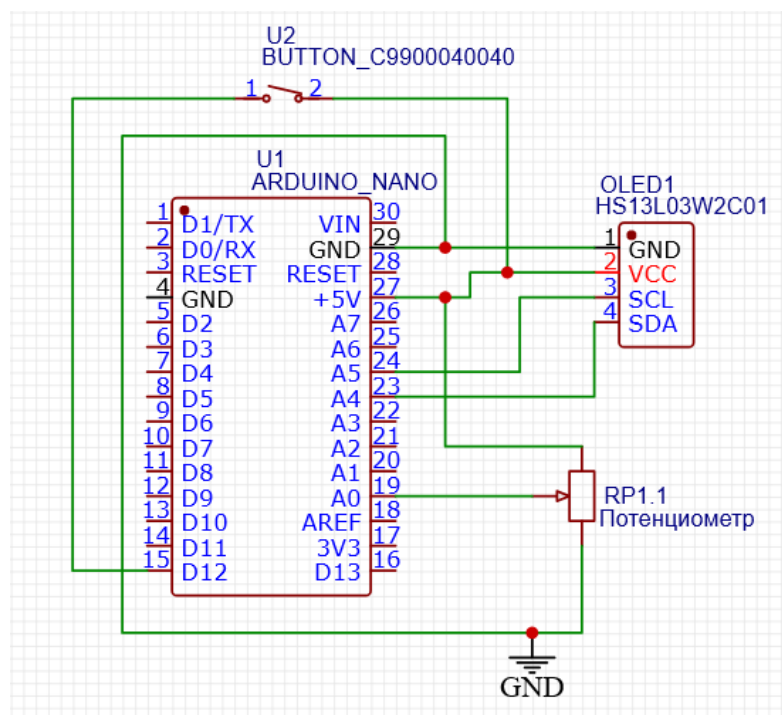 U2
BUTTON_C9900040040
1 2
U1
ARDUINO_NANO
1 D1/TX VIN 30
2 D0/RX GND 29
3 RESET RESET 28
4 GND +5V 27
5 D2 A7 26
6 D3 A6 25
7 D4 A5 24
8 D5 A4 23
9 D6 A3 22
10 D7 A2 21
11 D8 A1 20
12 D9 A0 19
13 D10 AREF 18
14 D11 3V3 17
15 D12 D13 16
OLED1
HS13L03W2C01
1 GND
2 VCC
3 SCL
4 SDA
RP1.1
Потенциометр
GND